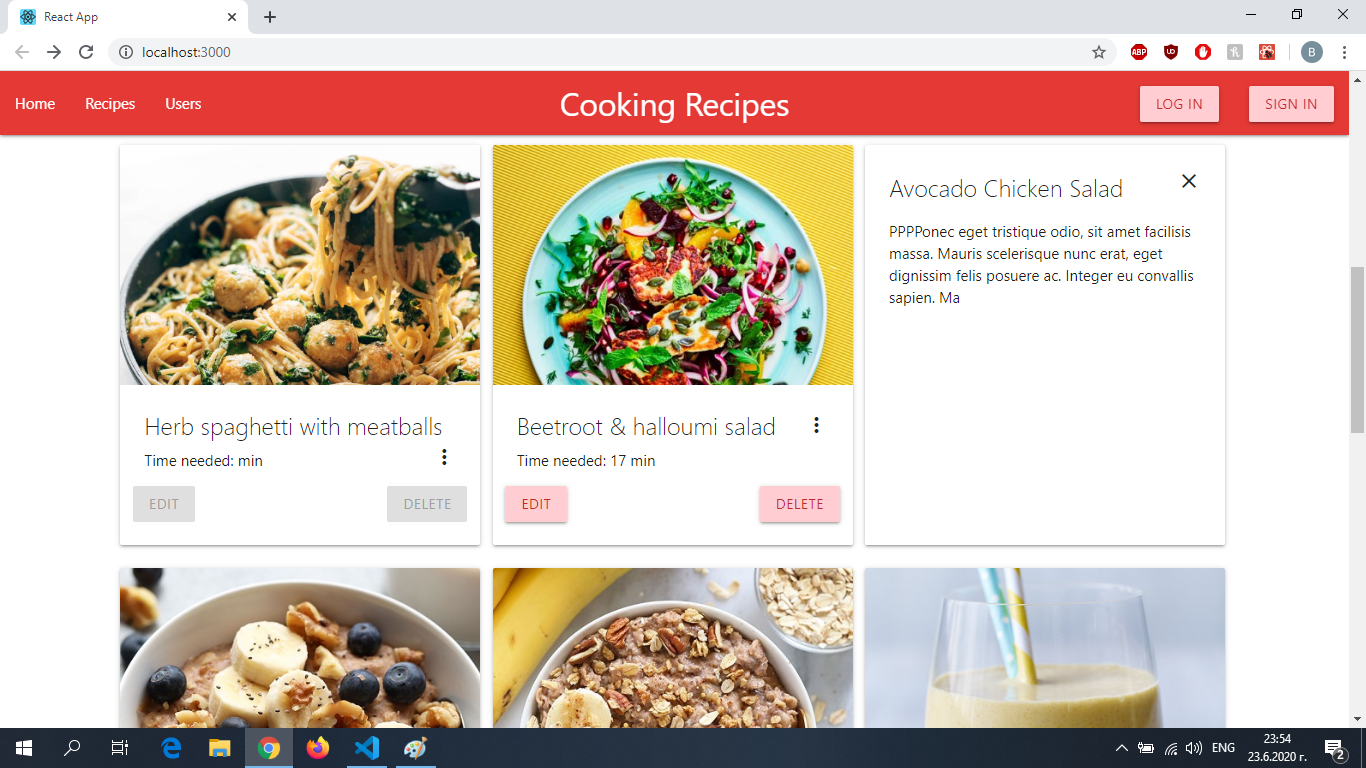 React App
localhost:3000
ABP
UD
B
Home
Recipes
Users
Cooking Recipes
LOG IN
SIGN IN
Herb spaghetti with meatballs
Time needed: min
EDIT
DELETE
Beetroot & halloumi salad
Time needed: 17 min
EDIT
DELETE
Avocado Chicken Salad
PPPPonec eget tristique odio, sit amet facilisis
massa. Mauris scelerisque nunc erat, eget
dignissim felis posuere ac. Integer eu convallis
sapien. Ma
ENG
23:54
23.6.2020 г.
2